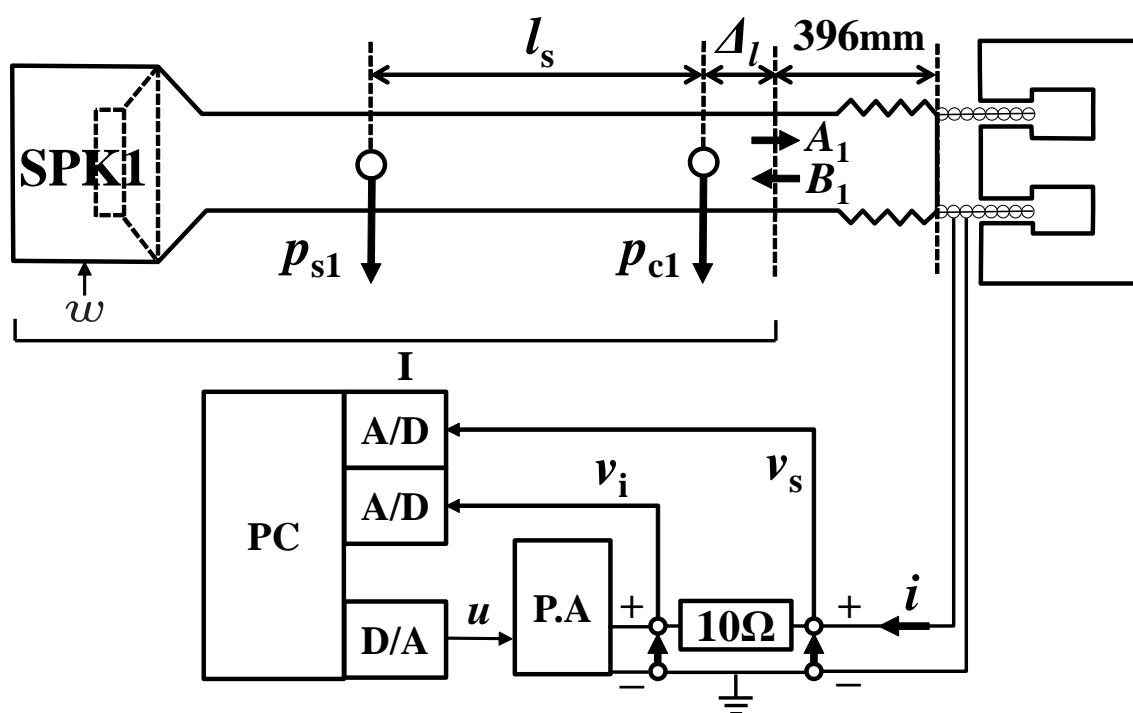 l_s
Δ_l
396mm
SPK1
A_1
B_1
p_s1
p_c1
w
I
A/D
v_i
v_s
A/D
PC
P.A
+
10Ω
+
i
u
D/A
−
−